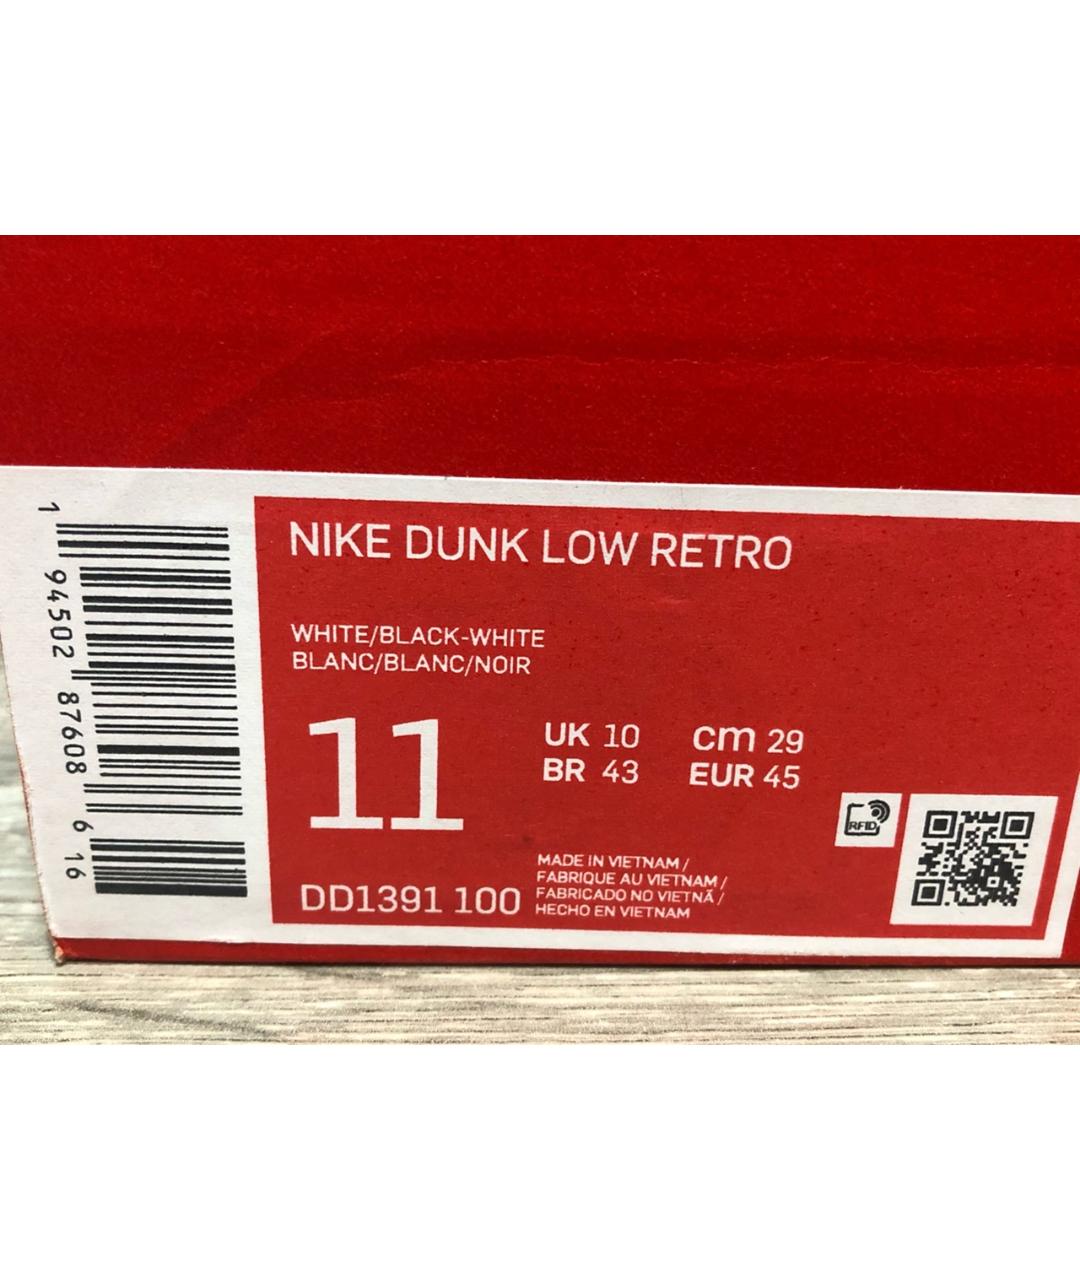 NIKE DUNK LOW RETRO
WHITE/BLACK-WHITE
BLANC/BLANC/NOIR
11
UK 10
cm 29
BR 43
EUR 45
RFID
MADE IN VIETNAM /
FABRIQUE AU VIETNAM /
FABRICADO NO VIETNÃ /
HECHO EN VIETNAM
DD1391 100
1 94502 87608 6 16